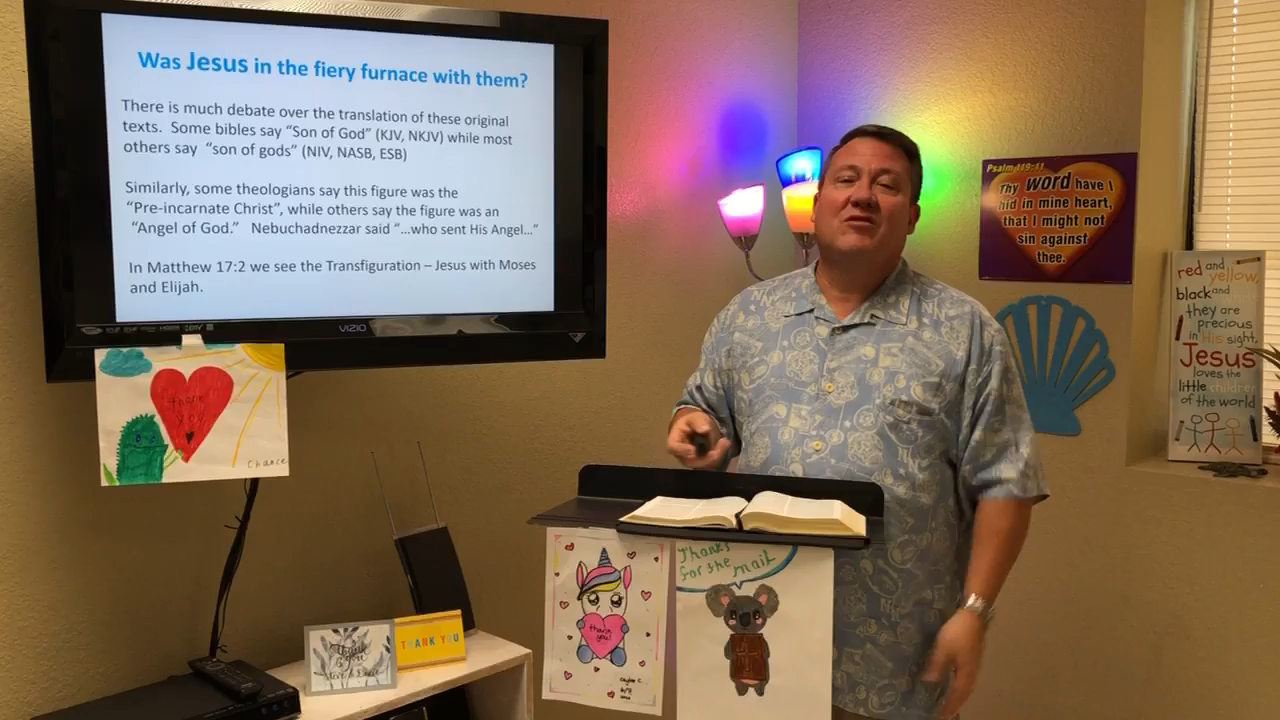 Was Jesus in the fiery furnace with them?
There is much debate over the translation of these original
texts. Some bibles say “Son of God” (KJV, NKJV) while most
others say “son of gods” (NIV, NASB, ESB)
Similarly, some theologians say this figure was the
“Pre-incarnate Christ”, while others say the figure was an
“Angel of God.” Nebuchadnezzar said “...who sent His Angel...”
In Matthew 17:2 we see the Transfiguration – Jesus with Moses
and Elijah.
VIZIO
thank
you
Chance
Psalm 119:11
Thy word have I
hid in mine heart,
that I might not
sin against
thee.
red and yellow,
black and
they are
precious
in His sight,
Jesus
loves the
little children
of the world
Thanks
for the mail
thank
you!
Thank
THANK YOU